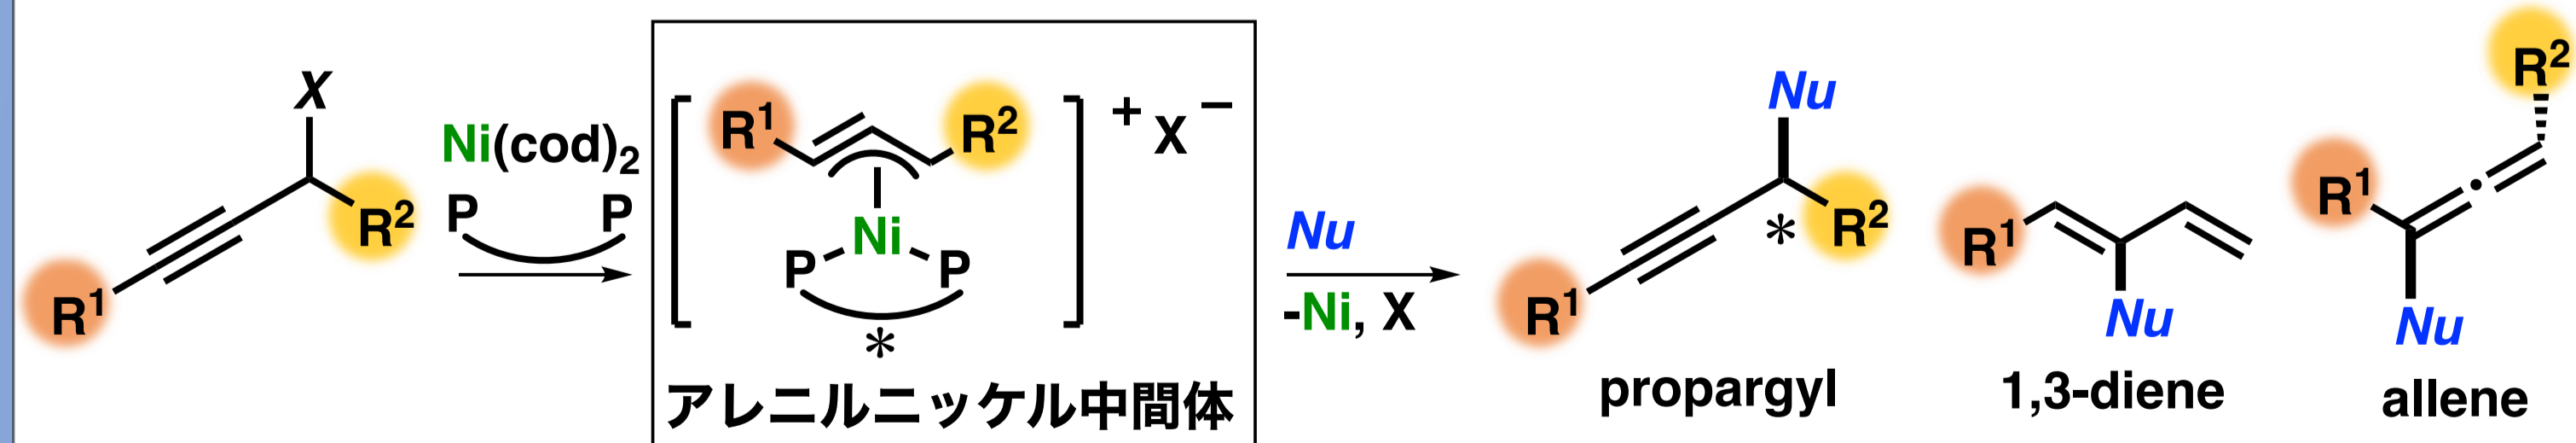 X
R1
R2
Ni(cod)2
P P
R1
R2
Ni
P P
*
+ X −
アレニルニッケル中間体
Nu
-Ni, X
Nu
R1
R2
*
propargyl
R1
Nu
1,3-diene
R2
R1
Nu
allene